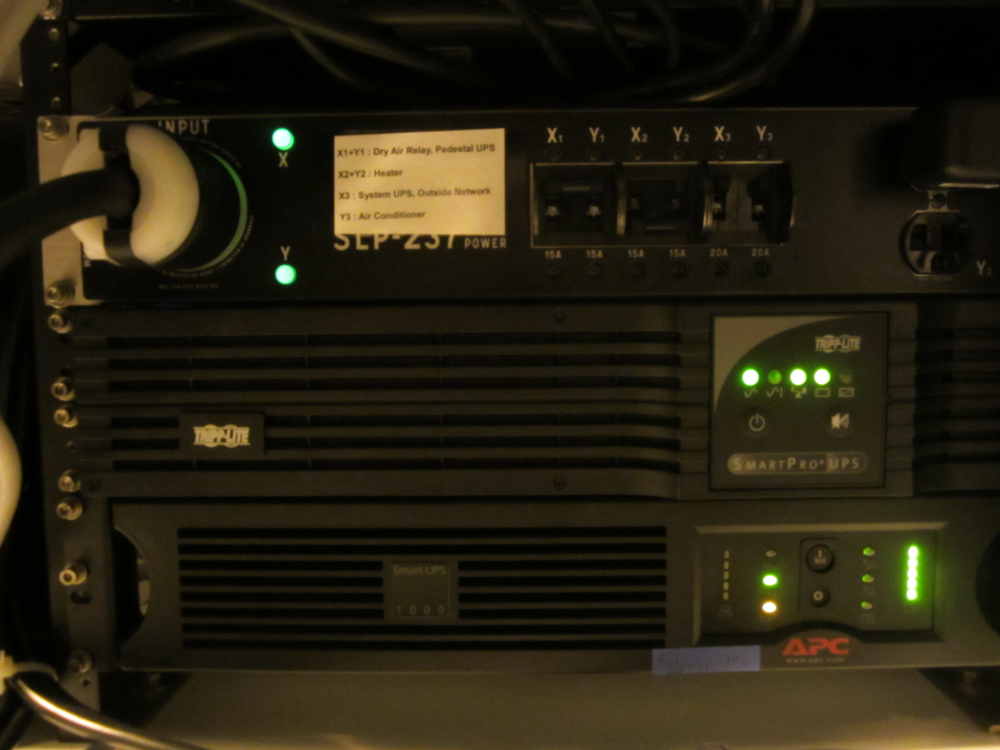 INPUT
X
Y
X1+Y1 : Dry Air Relay, Pedestal UPS
X2+Y2 : Heater
X3 : System UPS, Outside Network
Y3 : Air Conditioner
SLP-237 POWER
X1 Y1 X2 Y2 X3 Y3
15A 15A 15A 15A 20A 20A
Y3
TRIPP·LITE
TRIPP·LITE
SMARTPRO® UPS
Smart-UPS
1000
APC
www.apc.com